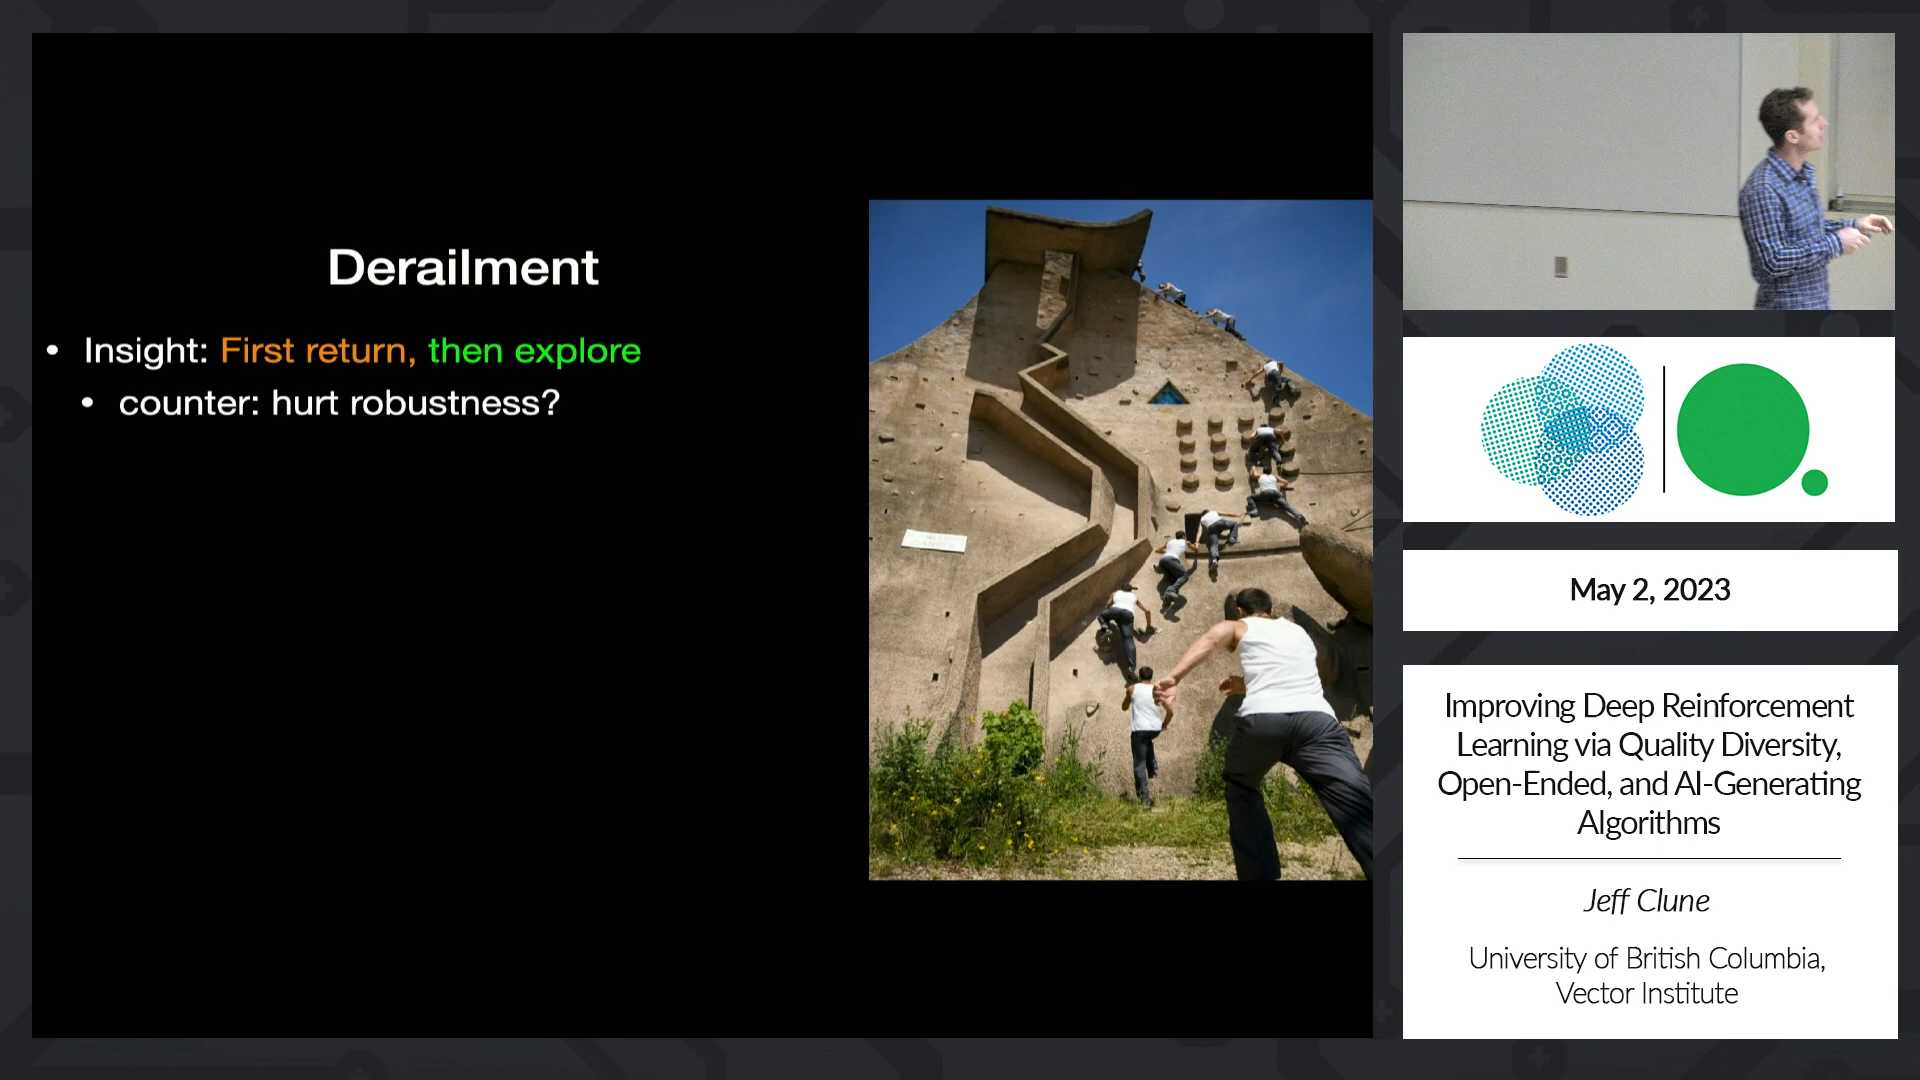 Derailment
• Insight: First return, then explore
• counter: hurt robustness?
May 2, 2023
Improving Deep Reinforcement
Learning via Quality Diversity,
Open-Ended, and AI-Generating
Algorithms
Jeff Clune
University of British Columbia,
Vector Institute